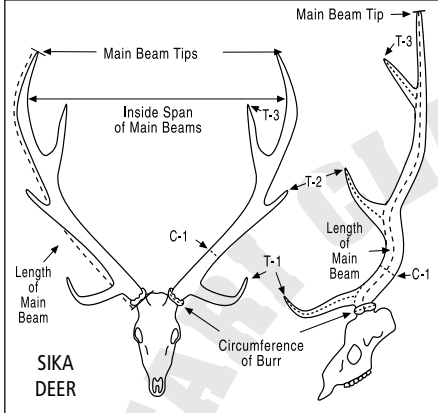 Main Beam Tip
Main Beam Tips
T-3
Inside Span
of Main Beams
T-3
T-2
C-1
Length
of Main
Beam
C-1
T-1
Length
of
Main
Beam
Circumference
of Burr
SIKA
DEER